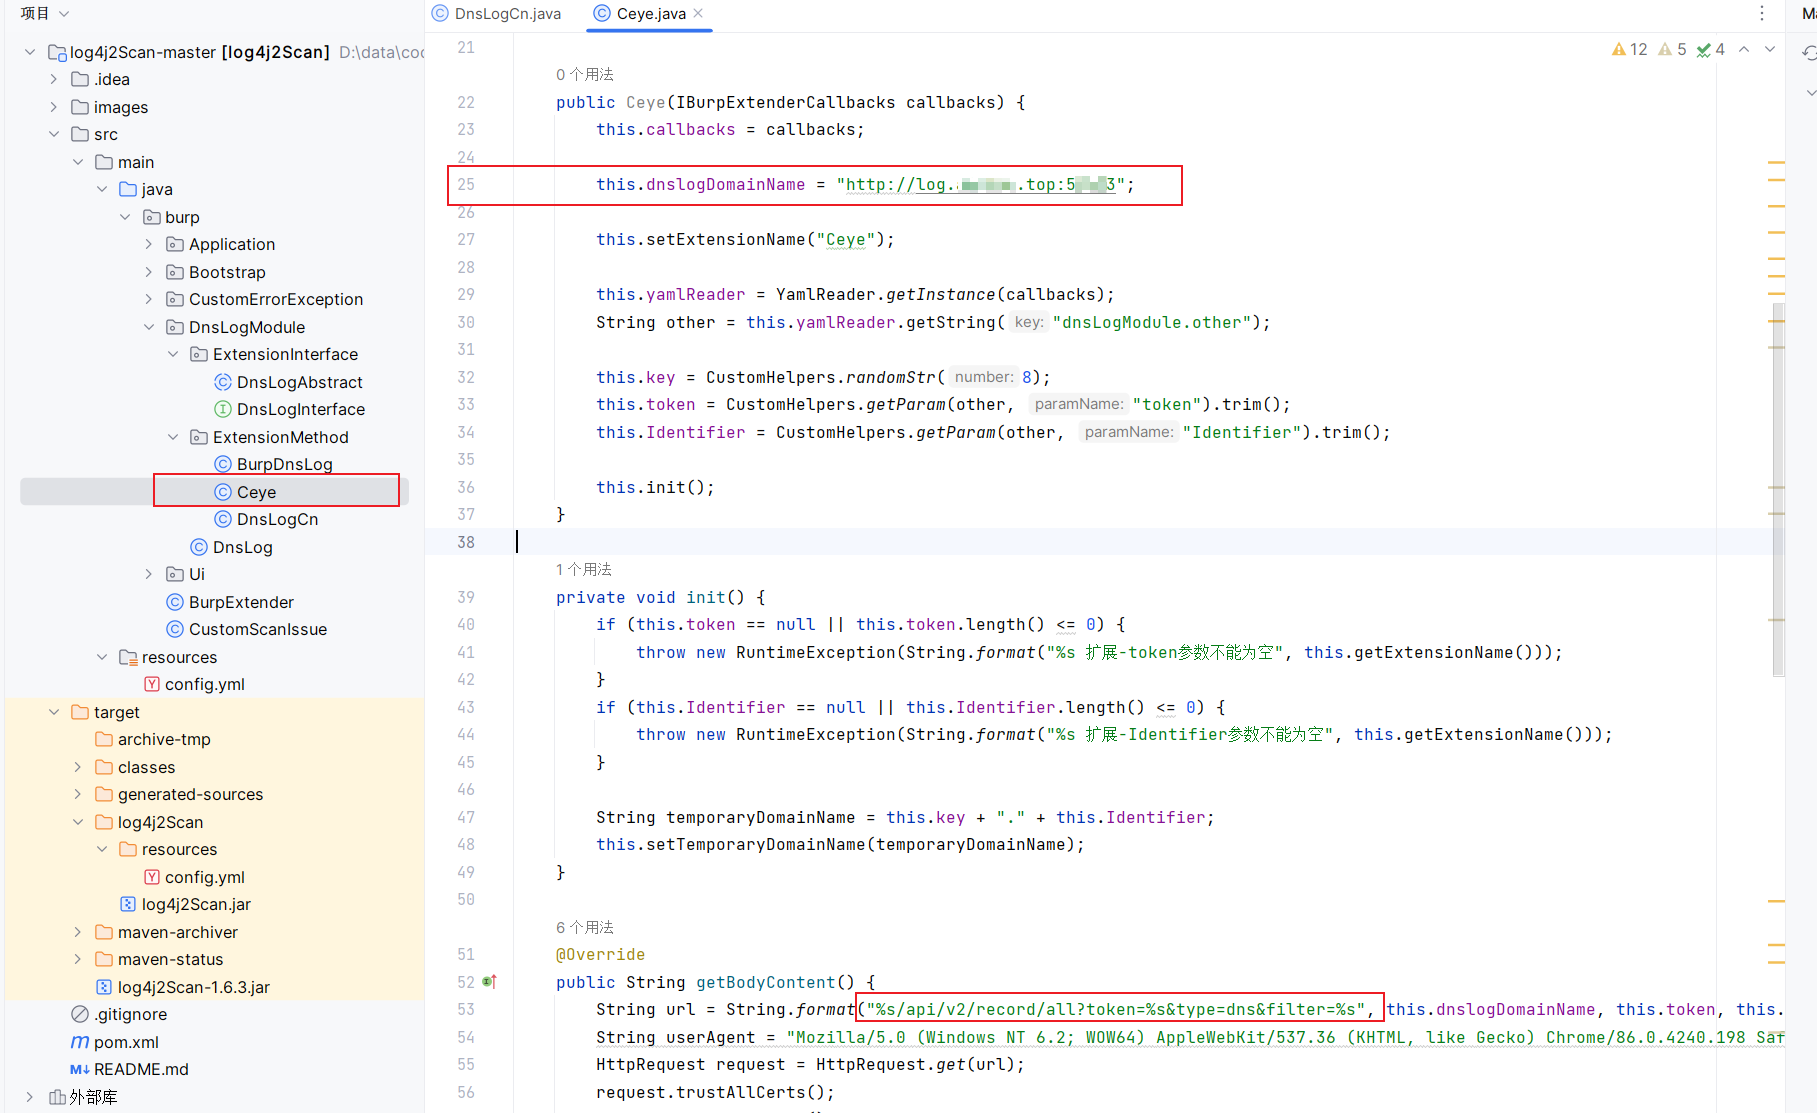 项目
DnsLogCn.java
Ceye.java
log4j2Scan-master [log4j2Scan] D:\data\coc
.idea
images
src
main
java
burp
Application
Bootstrap
CustomErrorException
DnsLogModule
ExtensionInterface
DnsLogAbstract
DnsLogInterface
ExtensionMethod
BurpDnsLog
Ceye
DnsLogCn
DnsLog
Ui
BurpExtender
CustomScanIssue
resources
config.yml
target
archive-tmp
classes
generated-sources
log4j2Scan
resources
config.yml
log4j2Scan.jar
maven-archiver
maven-status
log4j2Scan-1.6.3.jar
.gitignore
pom.xml
README.md
外部库
12 5 4
21
0 个用法
22 public Ceye(IBurpExtenderCallbacks callbacks) {
23 this.callbacks = callbacks;
24
25 this.dnslogDomainName = "http://log. .top:5 3";
26
27 this.setExtensionName("Ceye");
28
29 this.yamlReader = YamlReader.getInstance(callbacks);
30 String other = this.yamlReader.getString( key: "dnsLogModule.other");
31
32 this.key = CustomHelpers.randomStr( number: 8);
33 this.token = CustomHelpers.getParam(other, paramName: "token").trim();
34 this.Identifier = CustomHelpers.getParam(other, paramName: "Identifier").trim();
35
36 this.init();
37 }
38
1 个用法
39 private void init() {
40 if (this.token == null || this.token.length() <= 0) {
41 throw new RuntimeException(String.format("%s 扩展-token参数不能为空", this.getExtensionName()));
42 }
43 if (this.Identifier == null || this.Identifier.length() <= 0) {
44 throw new RuntimeException(String.format("%s 扩展-Identifier参数不能为空", this.getExtensionName()));
45 }
46
47 String temporaryDomainName = this.key + "." + this.Identifier;
48 this.setTemporaryDomainName(temporaryDomainName);
49 }
50
6 个用法
51 @Override
52 public String getBodyContent() {
53 String url = String.format("%s/api/v2/record/all?token=%s&type=dns&filter=%s", this.dnslogDomainName, this.token, this.
54 String userAgent = "Mozilla/5.0 (Windows NT 6.2; WOW64) AppleWebKit/537.36 (KHTML, like Gecko) Chrome/86.0.4240.198 Saf
55 HttpRequest request = HttpRequest.get(url);
56 request.trustAllCerts();